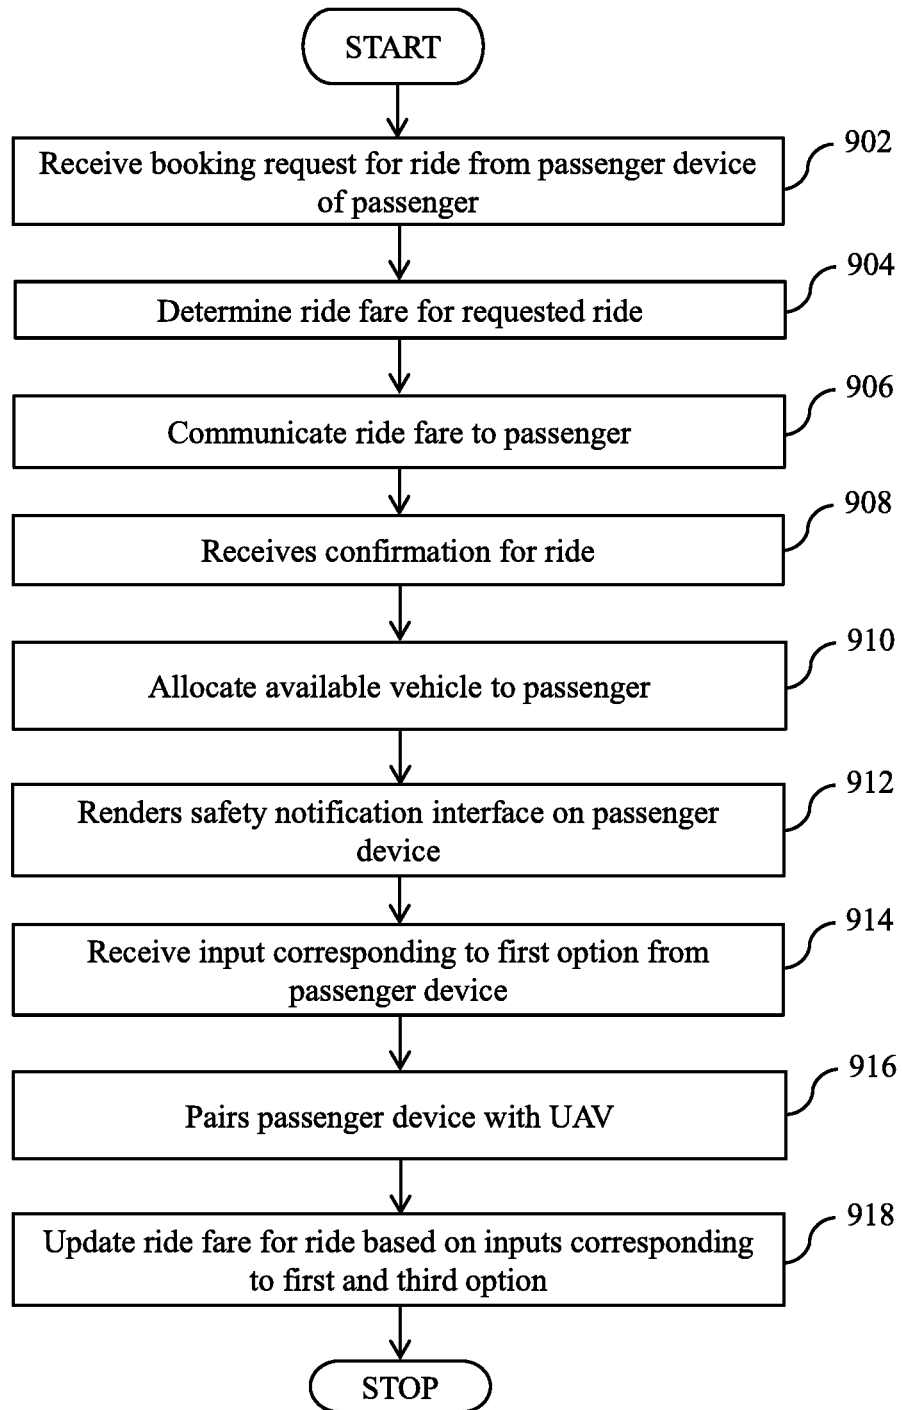 START
902
Receive booking request for ride from passenger device
of passenger
904
Determine ride fare for requested ride
906
Communicate ride fare to passenger
908
Receives confirmation for ride
910
Allocate available vehicle to passenger
912
Renders safety notification interface on passenger
device
914
Receive input corresponding to first option from
passenger device
916
Pairs passenger device with UAV
918
Update ride fare for ride based on inputs corresponding
to first and third option
STOP